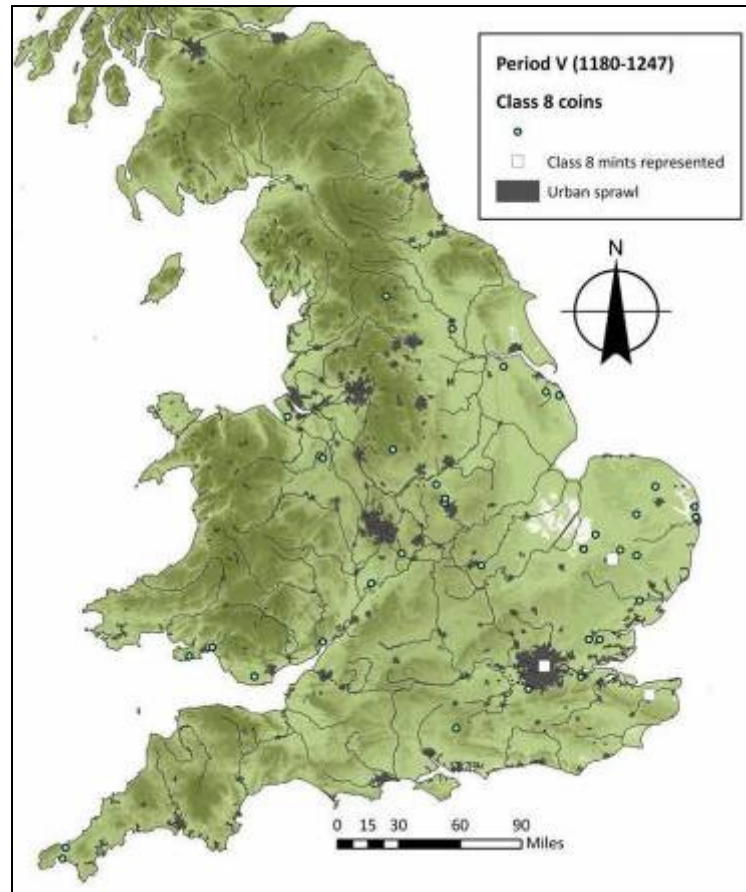 Period V (1180-1247)
Class 8 coins
Class 8 mints represented
Urban sprawl
N
0 15 30 60 90
Miles